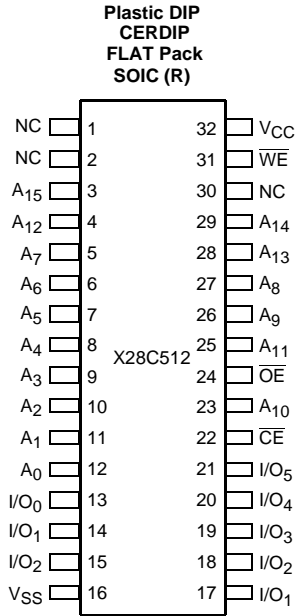 Plastic DIP
CERDIP
FLAT Pack
SOIC (R)
NC 1 32 VCC
NC 2 31 WE
A15 3 30 NC
A12 4 29 A14
A7 5 28 A13
A6 6 27 A8
A5 7 26 A9
A4 8 25 A11
X28C512
A3 9 24 OE
A2 10 23 A10
A1 11 22 CE
A0 12 21 I/O5
I/O0 13 20 I/O4
I/O1 14 19 I/O3
I/O2 15 18 I/O2
VSS 16 17 I/O1